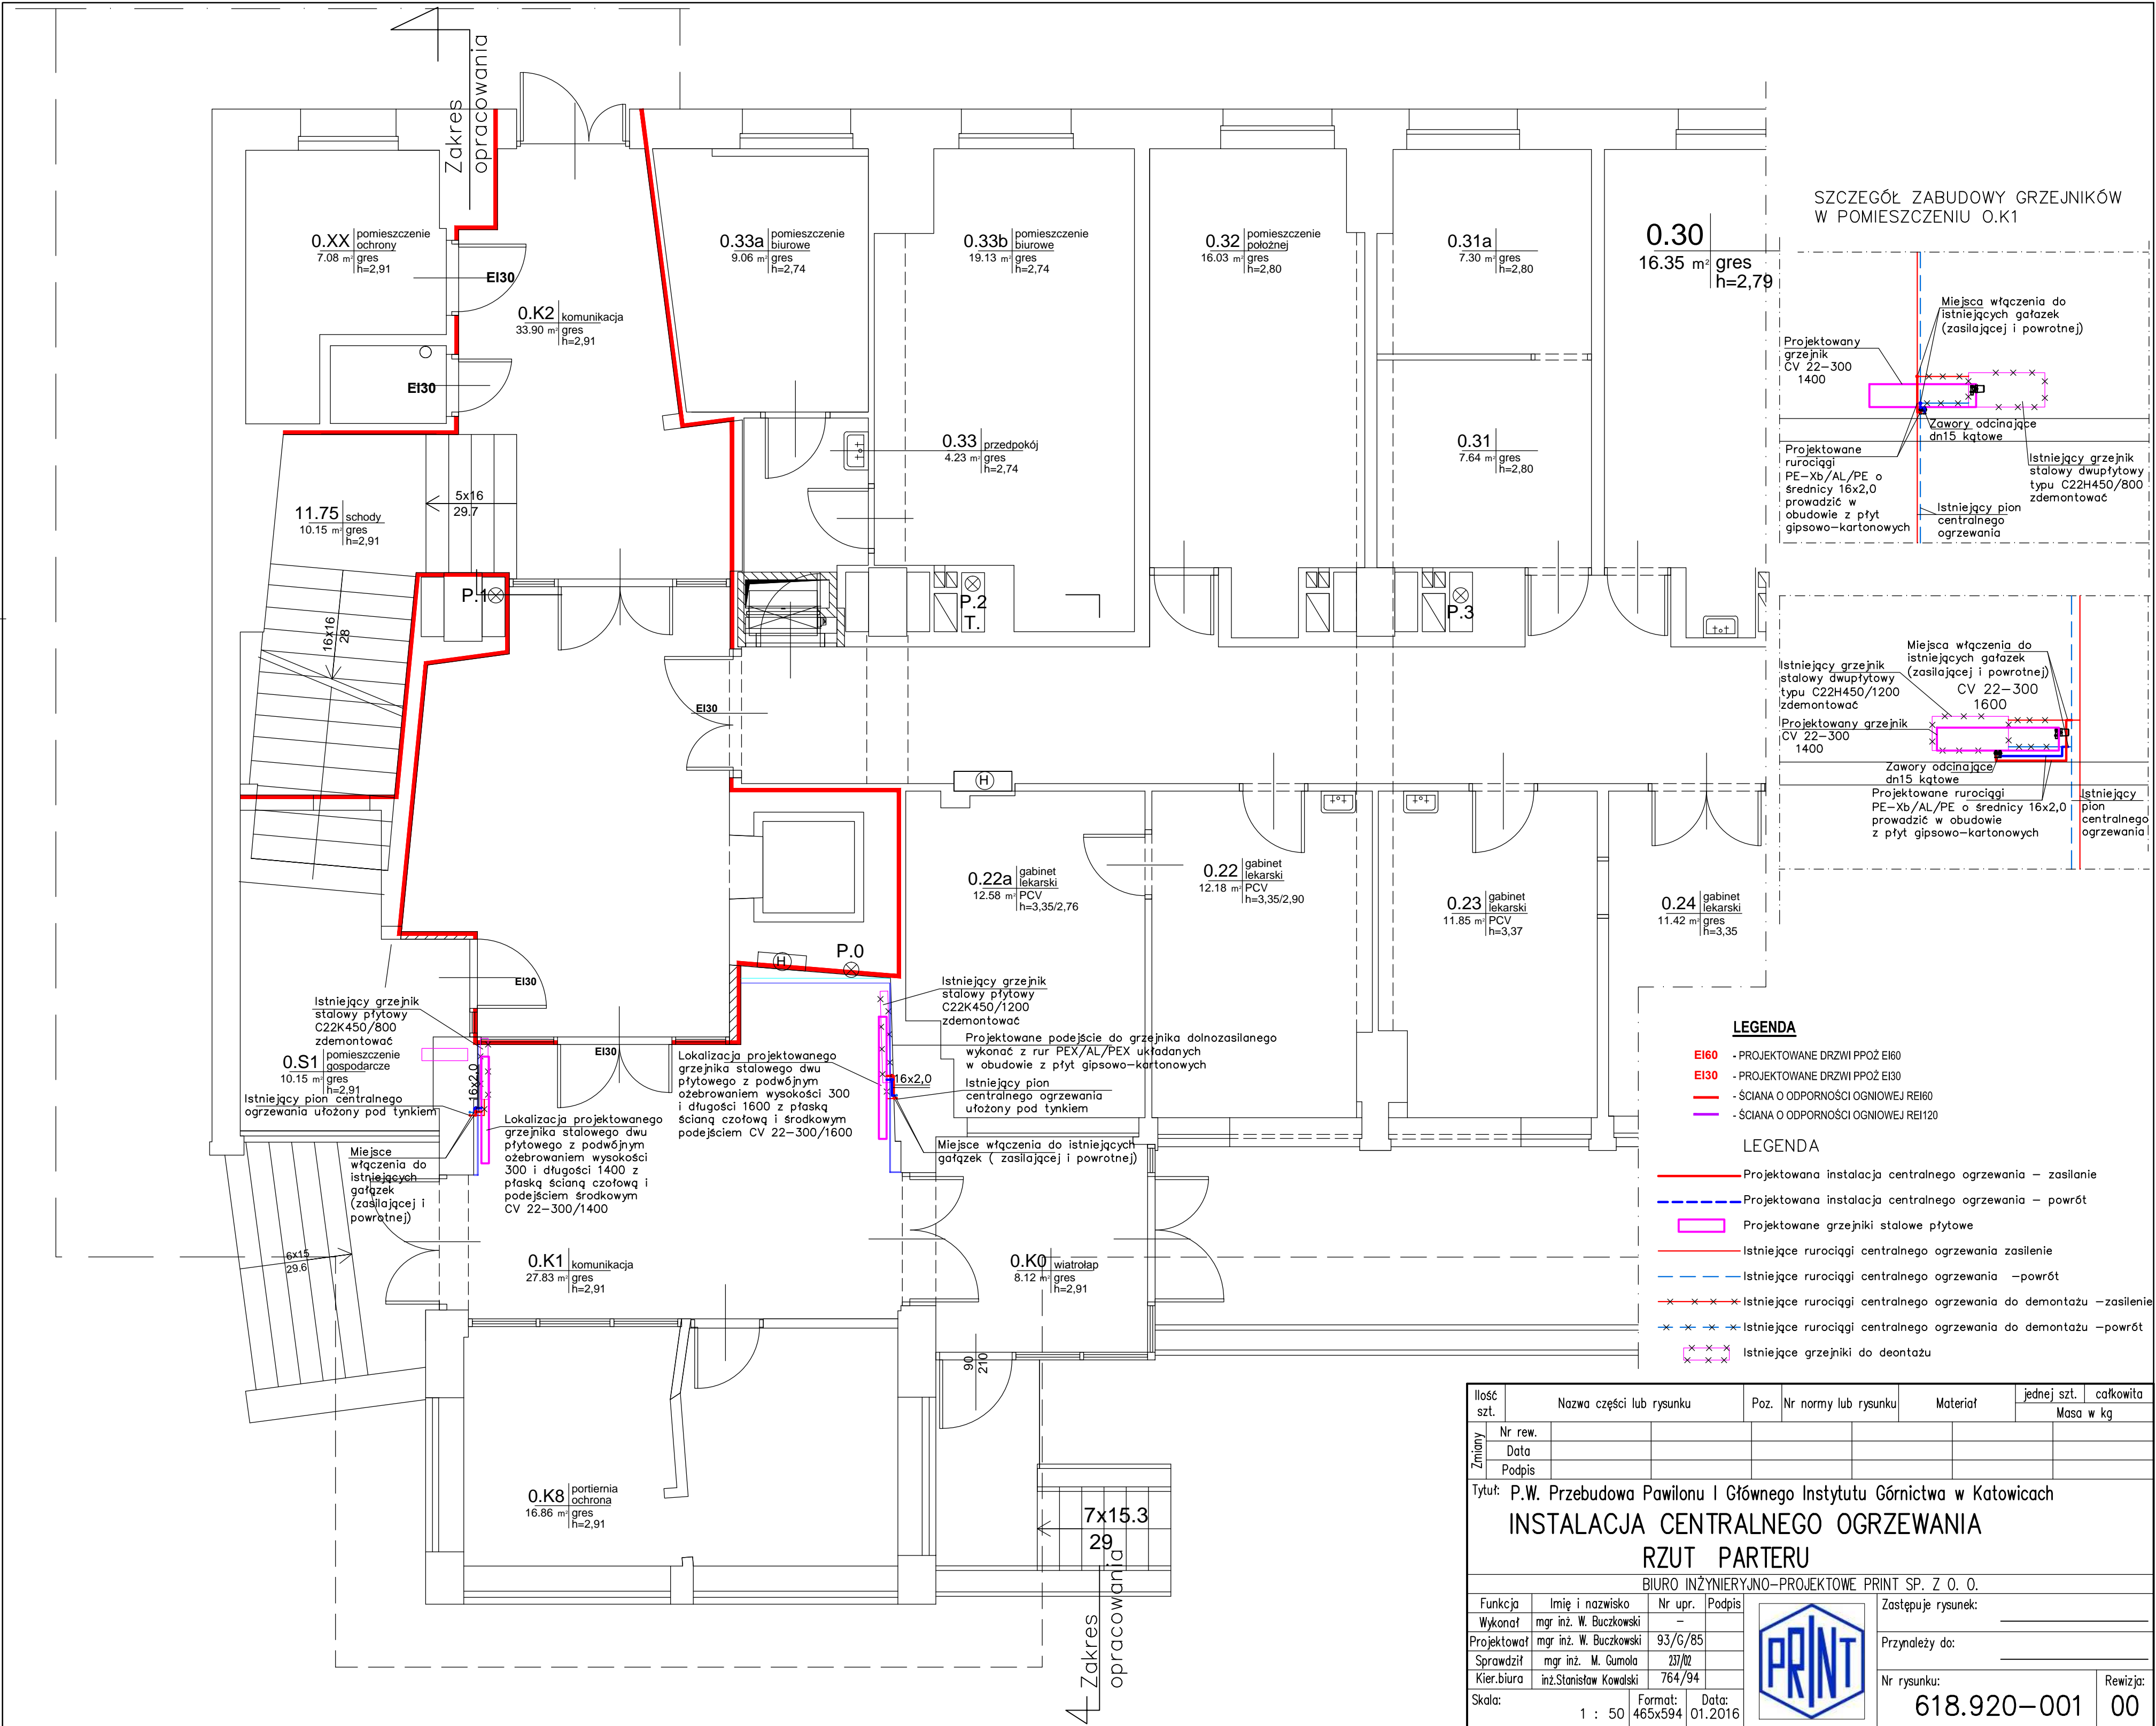 Zakres
opracowania
0.XX pomieszczenie
ochrony
7.08 m² gres
h=2,91
EI30
EI30
0.K2 komunikacja
33.90 m² gres
h=2,91
0.33a pomieszczenie
biurowe
9.06 m² gres
h=2,74
0.33b pomieszczenie
biurowe
19.13 m² gres
h=2,74
0.32 pomieszczenie
położnej
16.03 m² gres
h=2,80
0.31a
7.30 m² gres
h=2,80
0.30
16.35 m² gres
h=2,79
0.33 przedpokój
4.23 m² gres
h=2,74
0.31
7.64 m² gres
h=2,80
11.75 schody
10.15 m² gres
h=2,91
5x16
29.7
16x16
28
P.1
P.2
T.
P.3
EI30
H
0.22a gabinet
lekarski
12.58 m² PCV
h=3,35/2,76
0.22 gabinet
lekarski
12.18 m² PCV
h=3,35/2,90
0.23 gabinet
lekarski
11.85 m² PCV
h=3,37
0.24 gabinet
lekarski
11.42 m² gres
h=3,35
H
P.0
EI30
EI30
Istniejący grzejnik
stalowy płytowy
C22K450/800
zdemontować
0.S1 pomieszczenie
gospodarcze
10.15 m² gres
h=2,91
Istniejący pion centralnego
ogrzewania ułożony pod tynkiem
16x2,0
Miejsce
włączenia do
istniejących
gałązek
(zasilającej i
powrotnej)
Lokalizacja projektowanego
grzejnika stalowego dwu
płytowego z podwójnym
ożebrowaniem wysokości
300 i długości 1400 z
płaską ścianą czołową i
podejściem środkowym
CV 22-300/1400
Lokalizacja projektowanego
grzejnika stalowego dwu
płytowego z podwójnym
ożebrowaniem wysokości 300
i długości 1600 z płaską
ścianą czołową i środkowym
podejściem CV 22-300/1600
Istniejący grzejnik
stalowy płytowy
C22K450/1200
zdemontować
Projektowane podejście do grzejnika dolnozasilanego
wykonać z rur PEX/AL/PEX układanych
w obudowie z płyt gipsowo-kartonowych
16x2,0
Istniejący pion
centralnego ogrzewania
ułożony pod tynkiem
Miejsce włączenia do istniejących
gałązek ( zasilającej i powrotnej)
6x15
29.6
0.K1 komunikacja
27.83 m² gres
h=2,91
0.K0 wiatrołap
8.12 m² gres
h=2,91
90
210
0.K8 portiernia
ochrona
16.86 m² gres
h=2,91
7x15.3
29
Zakres
opracowania
SZCZEGÓŁ ZABUDOWY GRZEJNIKÓW
W POMIESZCZENIU 0.K1
Miejsca włączenia do
istniejących gałazek
(zasilającej i powrotnej)
Projektowany
grzejnik
CV 22-300
1400
Zawory odcinające
dn15 kątowe
Projektowane
rurociągi
PE-Xb/AL/PE o
średnicy 16x2,0
prowadzić w
obudowie z płyt
gipsowo-kartonowych
Istniejący grzejnik
stalowy dwupłytowy
typu C22H450/800
zdemontować
Istniejący pion
centralnego
ogrzewania
Miejsca włączenia do
istniejących gałazek
(zasilającej i powrotnej)
CV 22-300
1600
Istniejący grzejnik
stalowy dwupłytowy
typu C22H450/1200
zdemontować
Projektowany grzejnik
CV 22-300
1400
Zawory odcinające
dn15 kątowe
Projektowane rurociągi
PE-Xb/AL/PE o średnicy 16x2,0
prowadzić w obudowie
z płyt gipsowo-kartonowych
Istniejący
pion
centralnego
ogrzewania
LEGENDA
EI60 - PROJEKTOWANE DRZWI PPOŻ EI60
EI30 - PROJEKTOWANE DRZWI PPOŻ EI30
- ŚCIANA O ODPORNOŚCI OGNIOWEJ REI60
- ŚCIANA O ODPORNOŚCI OGNIOWEJ REI120
LEGENDA
Projektowana instalacja centralnego ogrzewania - zasilanie
Projektowana instalacja centralnego ogrzewania - powrót
Projektowane grzejniki stalowe płytowe
Istniejące rurociągi centralnego ogrzewania zasilenie
Istniejące rurociągi centralnego ogrzewania -powrót
Istniejące rurociągi centralnego ogrzewania do demontażu -zasilenie
Istniejące rurociągi centralnego ogrzewania do demontażu -powrót
Istniejące grzejniki do deontażu
Ilość szt. Nazwa części lub rysunku Poz. Nr normy lub rysunku Materiał jednej szt. całkowita
Masa w kg
Zmiany
Nr rew.
Data
Podpis
Tytuł: P.W. Przebudowa Pawilonu I Głównego Instytutu Górnictwa w Katowicach
INSTALACJA CENTRALNEGO OGRZEWANIA
RZUT PARTERU
BIURO INŻYNIERYJNO-PROJEKTOWE PRINT SP. Z O. O.
Funkcja Imię i nazwisko Nr upr. Podpis
Wykonał mgr inż. W. Buczkowski -
Projektował mgr inż. W. Buczkowski 93/G/85
Sprawdził mgr inż. M. Gumola 237/02
Kier.biura inż.Stanisław Kowalski 764/94
Skala: 1 : 50 Format: 465x594 Data: 01.2016
PRINT
Zastępuje rysunek:
Przynależy do:
Nr rysunku: 618.920-001
Rewizja: 00